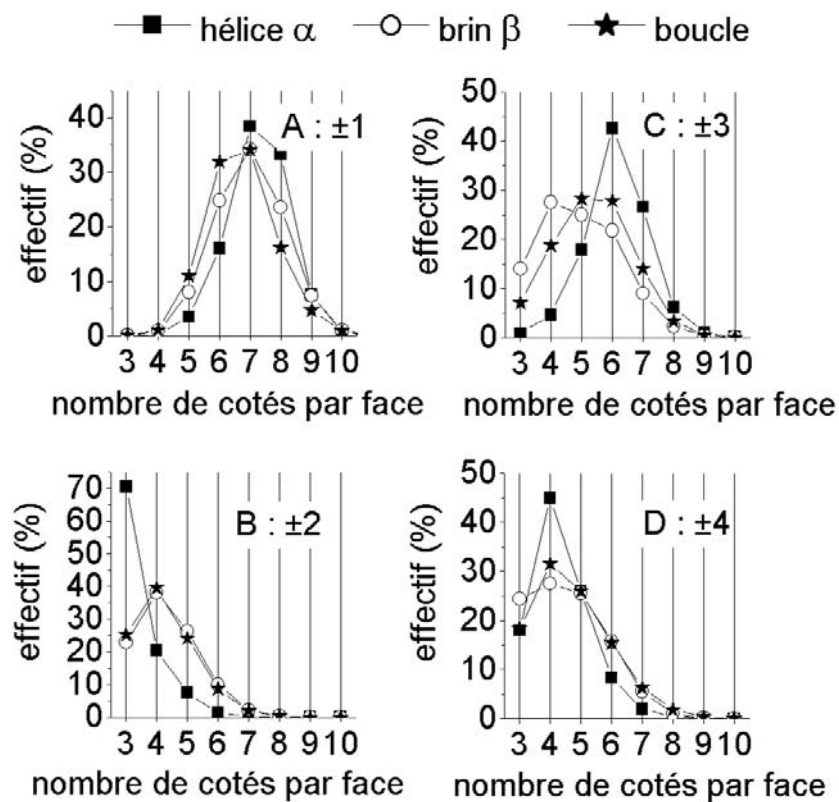 hélice α brin β boucle
A : ±1
effectif (%)
40
30
20
10
0
3 4 5 6 7 8 9 10
nombre de cotés par face
C : ±3
effectif (%)
50
40
30
20
10
0
3 4 5 6 7 8 9 10
nombre de cotés par face
B : ±2
effectif (%)
70
60
50
40
30
20
10
0
3 4 5 6 7 8 9 10
nombre de cotés par face
D : ±4
effectif (%)
50
40
30
20
10
0
3 4 5 6 7 8 9 10
nombre de cotés par face